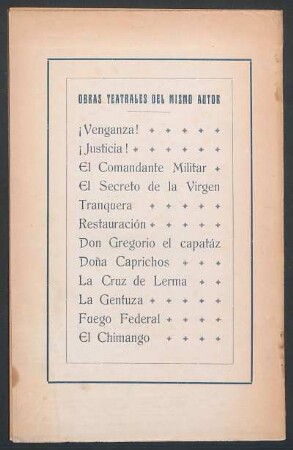 OBRAS TEATRALES DEL MISMO AUTOR
¡Venganza! + + + + +
¡Justicia! + + + + +
El Comandante Militar +
El Secreto de la Virgen
Tranquera + + + + +
Restauración + + + +
Don Gregorio el capatáz
Doña Caprichos + + +
La Cruz de Lerma + +
La Gentuza + + + +
Fuego Federal + + + +
El Chimango + + + +